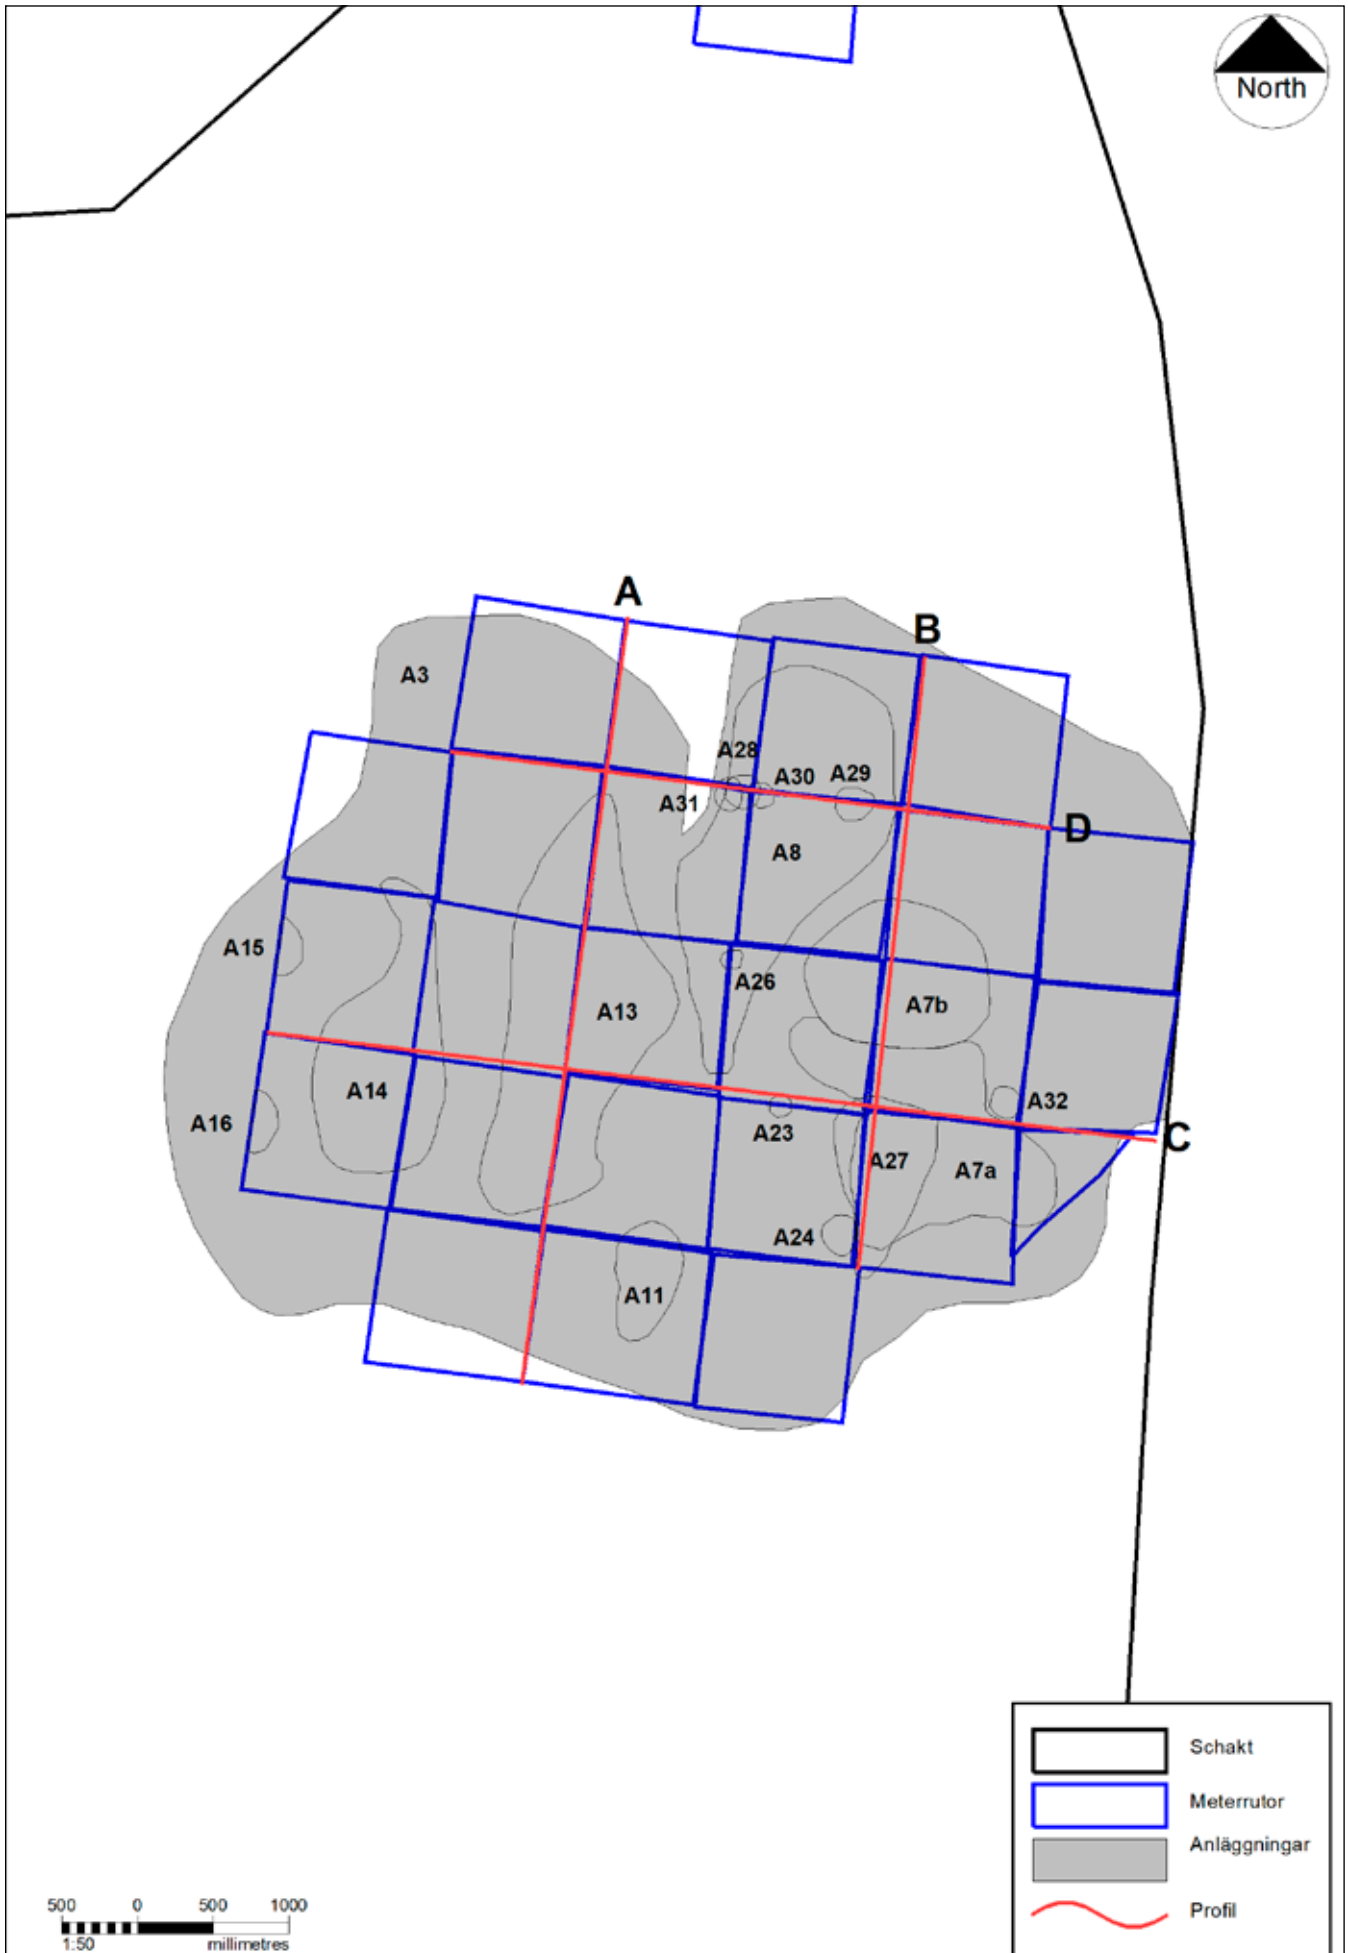 North
A
B
A3
A28
A30
A29
A31
D
A8
A15
A26
A7b
A13
A14
A32
A16
A23
C
A27
A7a
A24
A11
Schakt
Meterrutor
Anläggningar
Profil
500 0 500 1000
1:50 millimetres